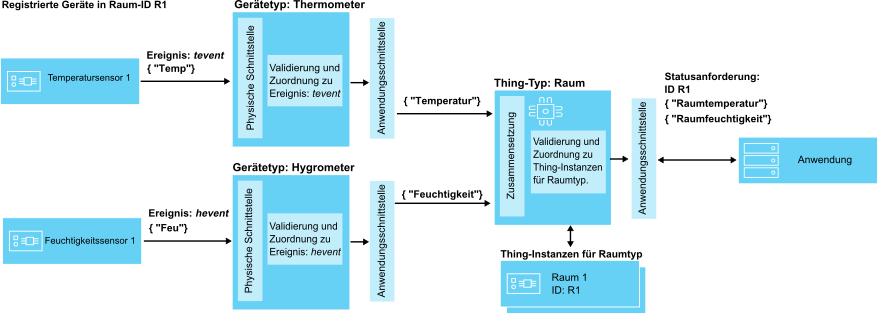 Registrierte Geräte in Raum-ID R1
Gerätetyp: Thermometer
Temperatursensor 1
Ereignis: tevent
{ "Temp"}
Physische Schnittstelle
Validierung und
Zuordnung zu
Ereignis: tevent
Anwendungsschnittstelle
{ "Temperatur"}
Gerätetyp: Hygrometer
Feuchtigkeitssensor 1
Ereignis: hevent
{ "Feu"}
Physische Schnittstelle
Validierung und
Zuordnung zu
Ereignis: hevent
Anwendungsschnittstelle
{ "Feuchtigkeit"}
Thing-Typ: Raum
Zusammensetzung
Validierung und
Zuordnung zu
Thing-Instanzen
für Raumtyp.
Anwendungsschnittstelle
Statusanforderung:
ID R1
{ "Raumtemperatur"}
{ "Raumfeuchtigkeit"}
Anwendung
Thing-Instanzen für Raumtyp
Raum 1
ID: R1